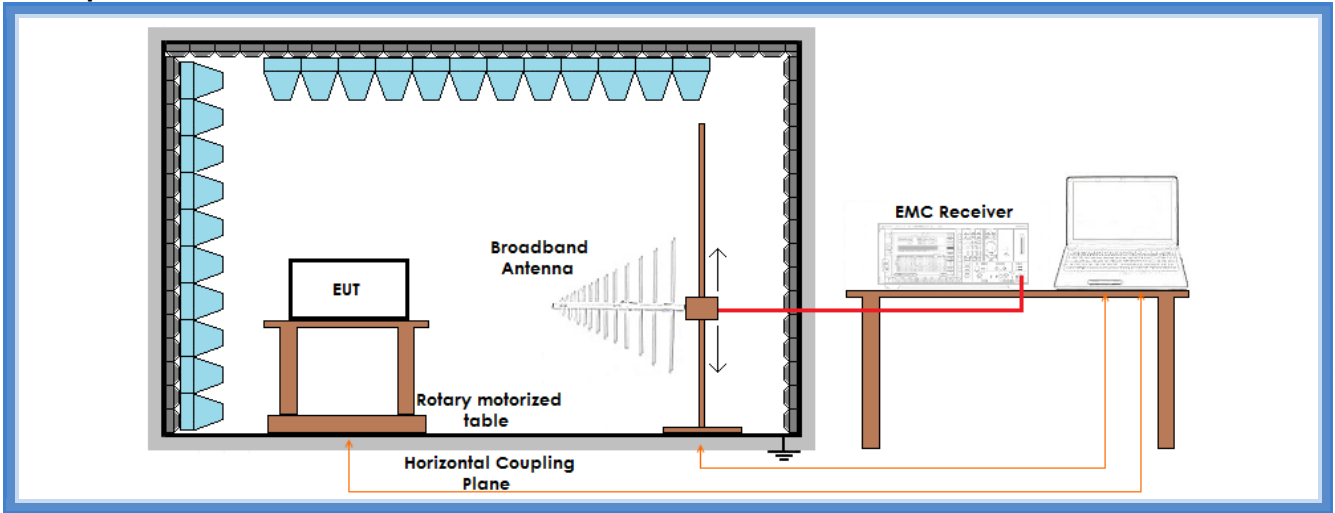 EMC Receiver
Broadband
Antenna
EUT
Rotary motorized
table
Horizontal Coupling
Plane